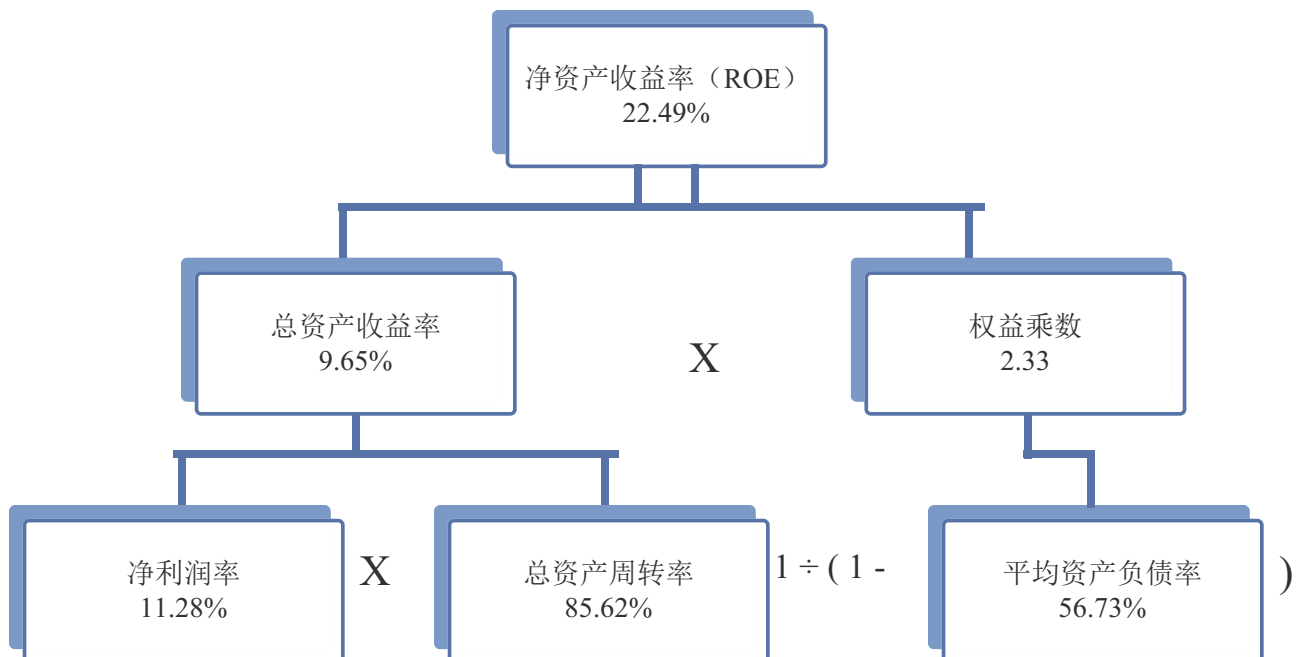 净资产收益率（ROE）
22.49%
总资产收益率
9.65%
X
权益乘数
2.33
净利润率
11.28%
X
总资产周转率
85.62%
1 ÷ ( 1 -
平均资产负债率
56.73%
)